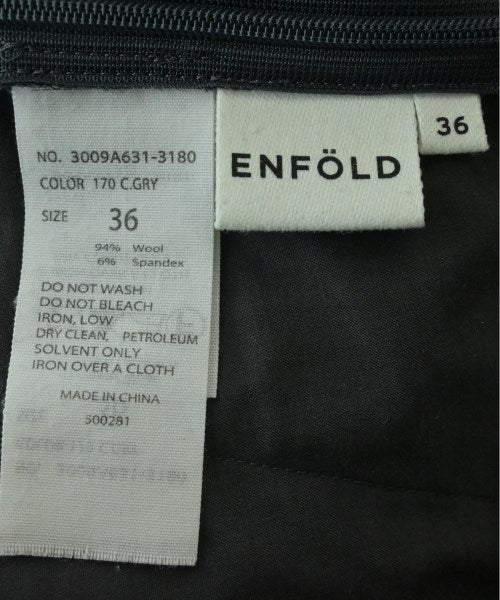 NO. 3009A631-3180
COLOR 170 C.GRY
SIZE 36
94% Wool
6% Spandex
DO NOT WASH
DO NOT BLEACH
IRON, LOW
DRY CLEAN, PETROLEUM
SOLVENT ONLY
IRON OVER A CLOTH
MADE IN CHINA
500281
ENFÖLD
36